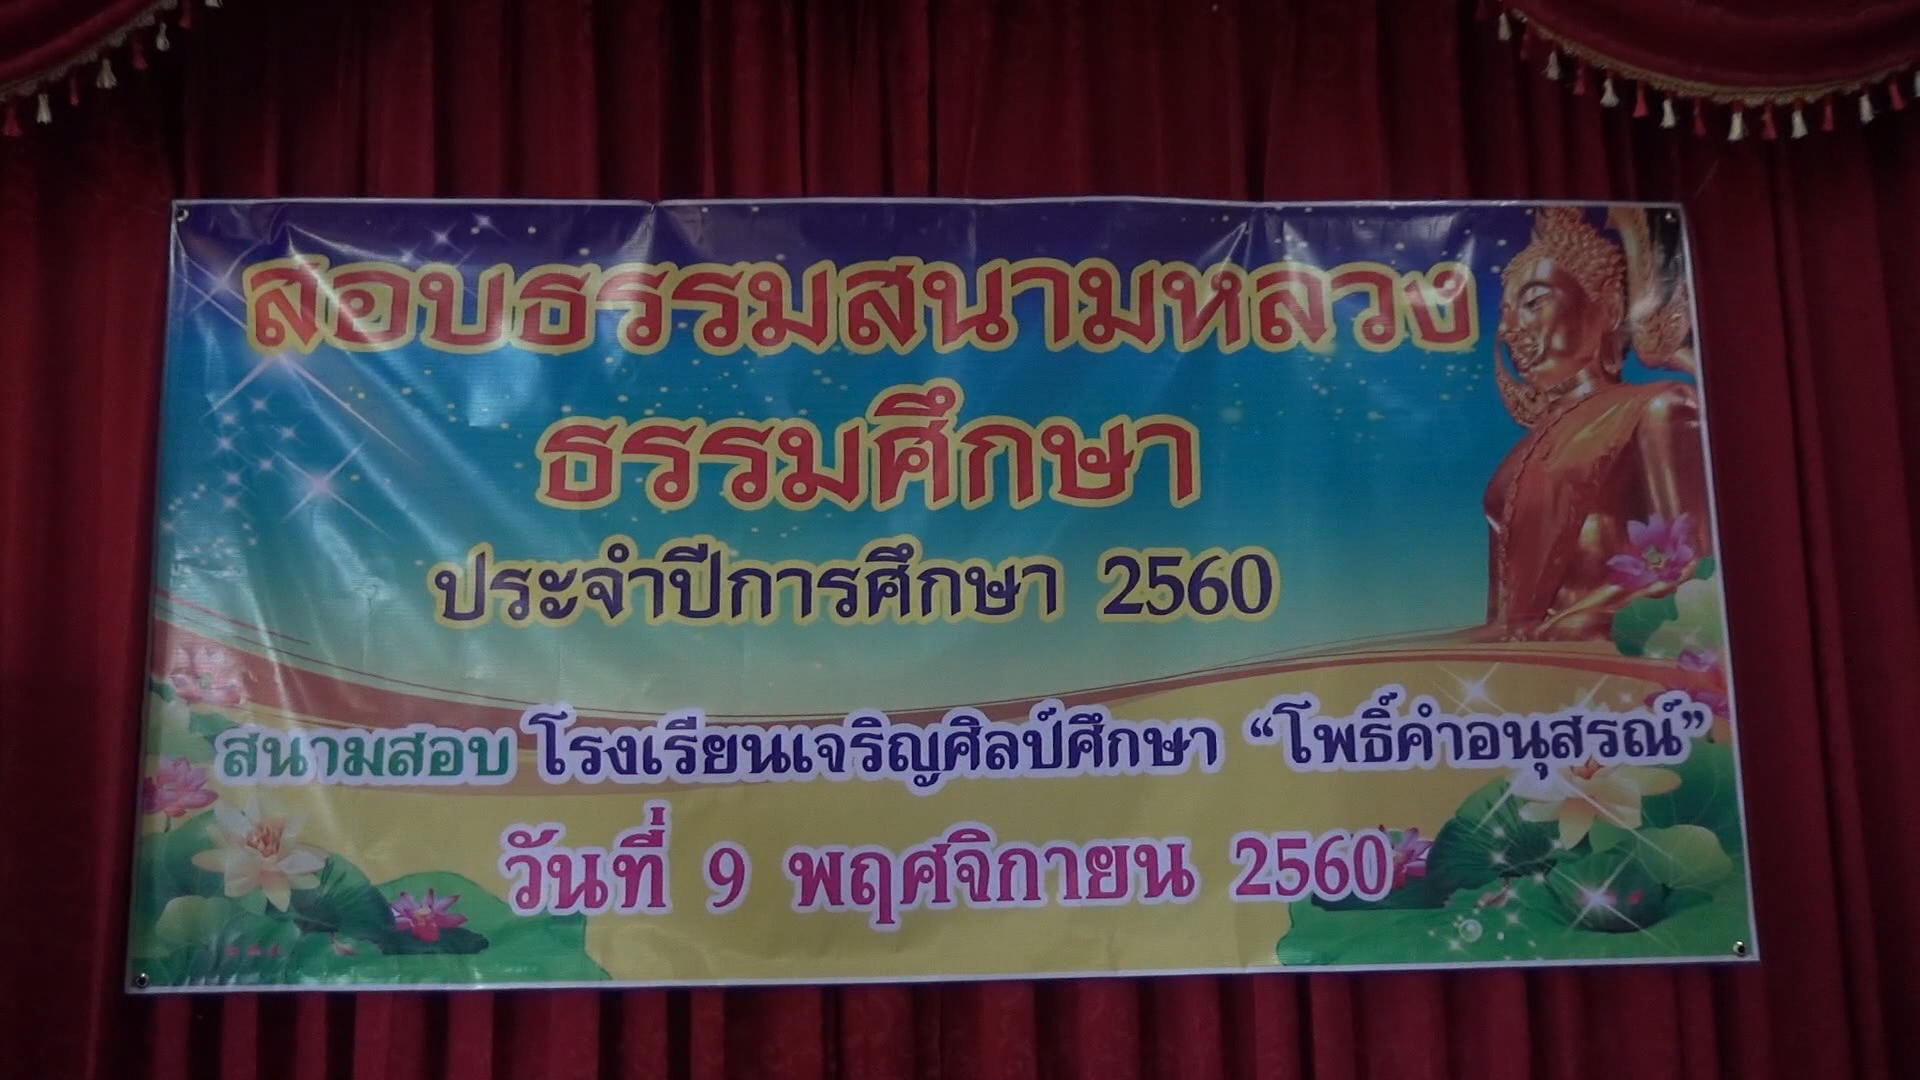 สอบธรรมสนามหลวง
ธรรมศึกษา
ประจำปีการศึกษา 2560
สนามสอบ โรงเรียนเจริญศิลป์ศึกษา “โพธิ์คำอนุสรณ์”
วันที่ 9 พฤศจิกายน 2560